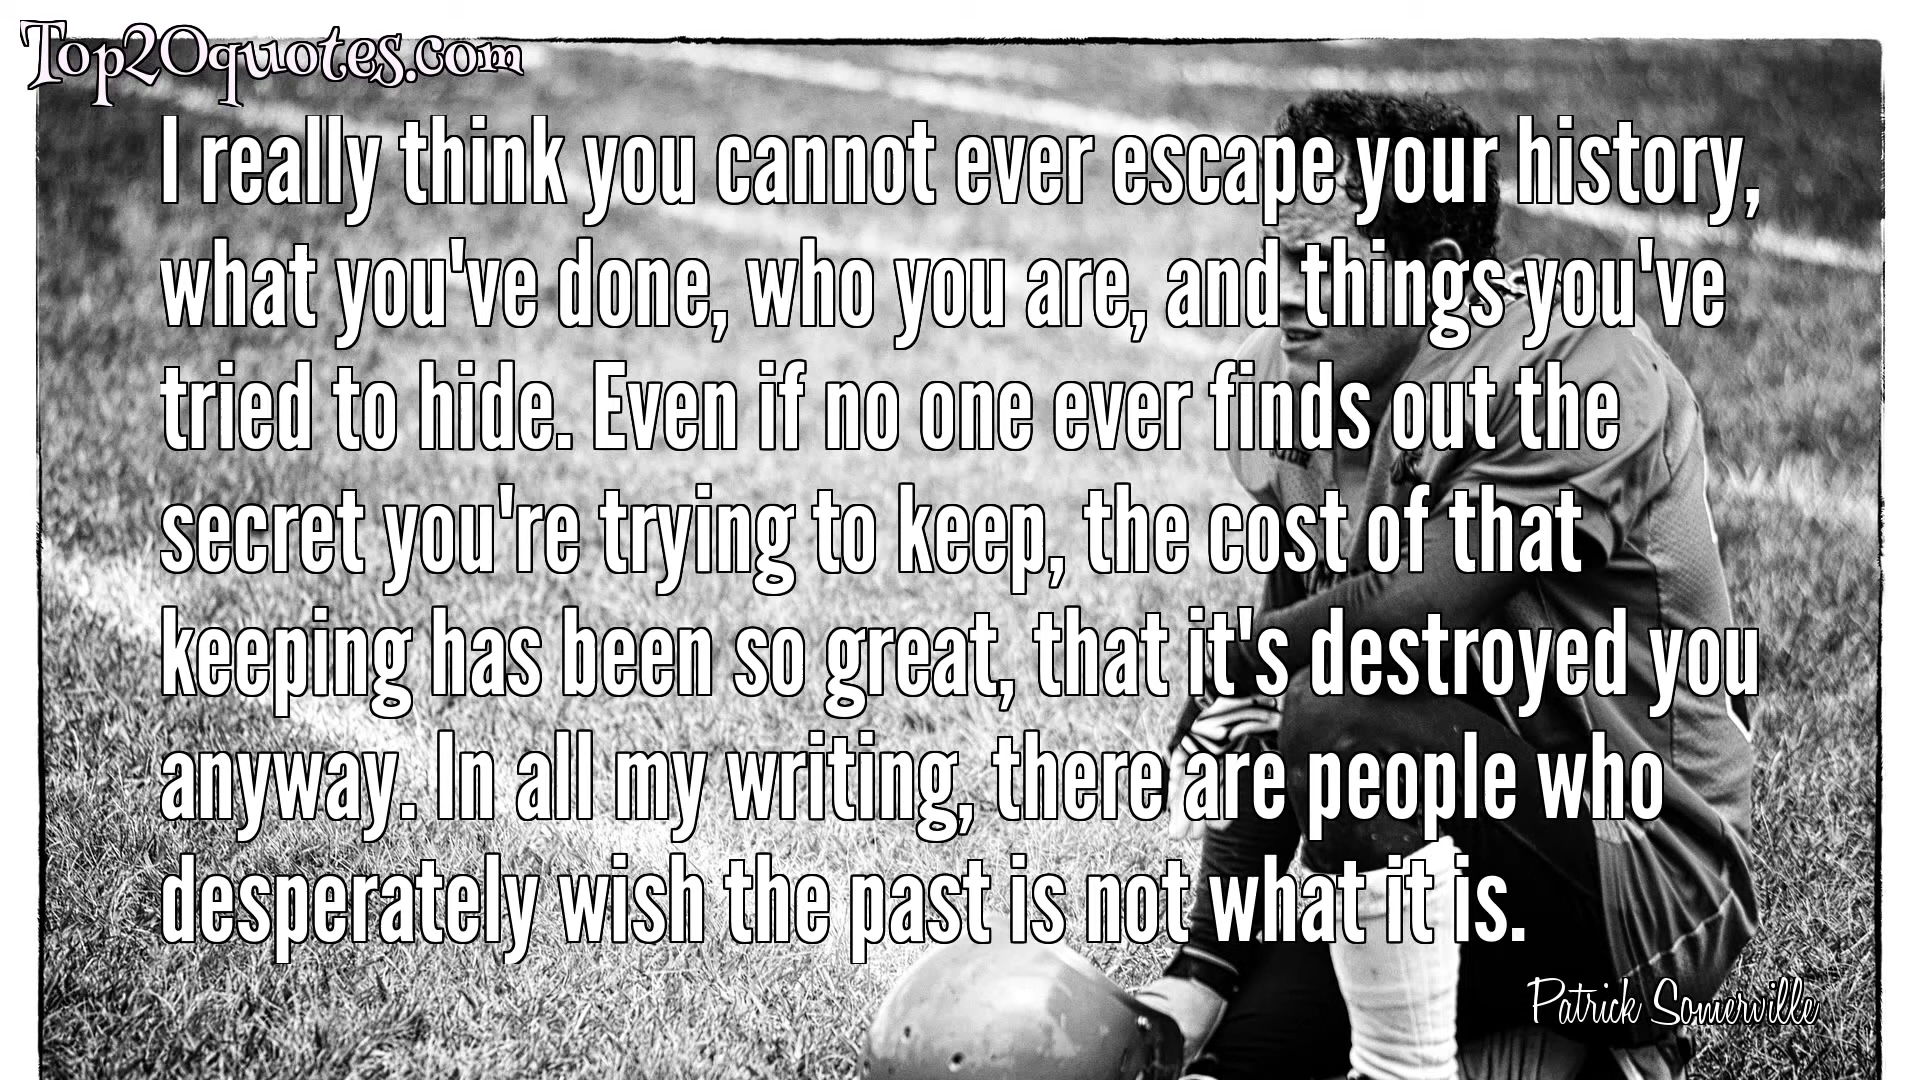 Top20quotes.com
I really think you cannot ever escape your history,
what you've done, who you are, and things you've
tried to hide. Even if no one ever finds out the
secret you're trying to keep, the cost of that
keeping has been so great, that it's destroyed you
anyway. In all my writing, there are people who
desperately wish the past is not what it is.
Patrick Somerville